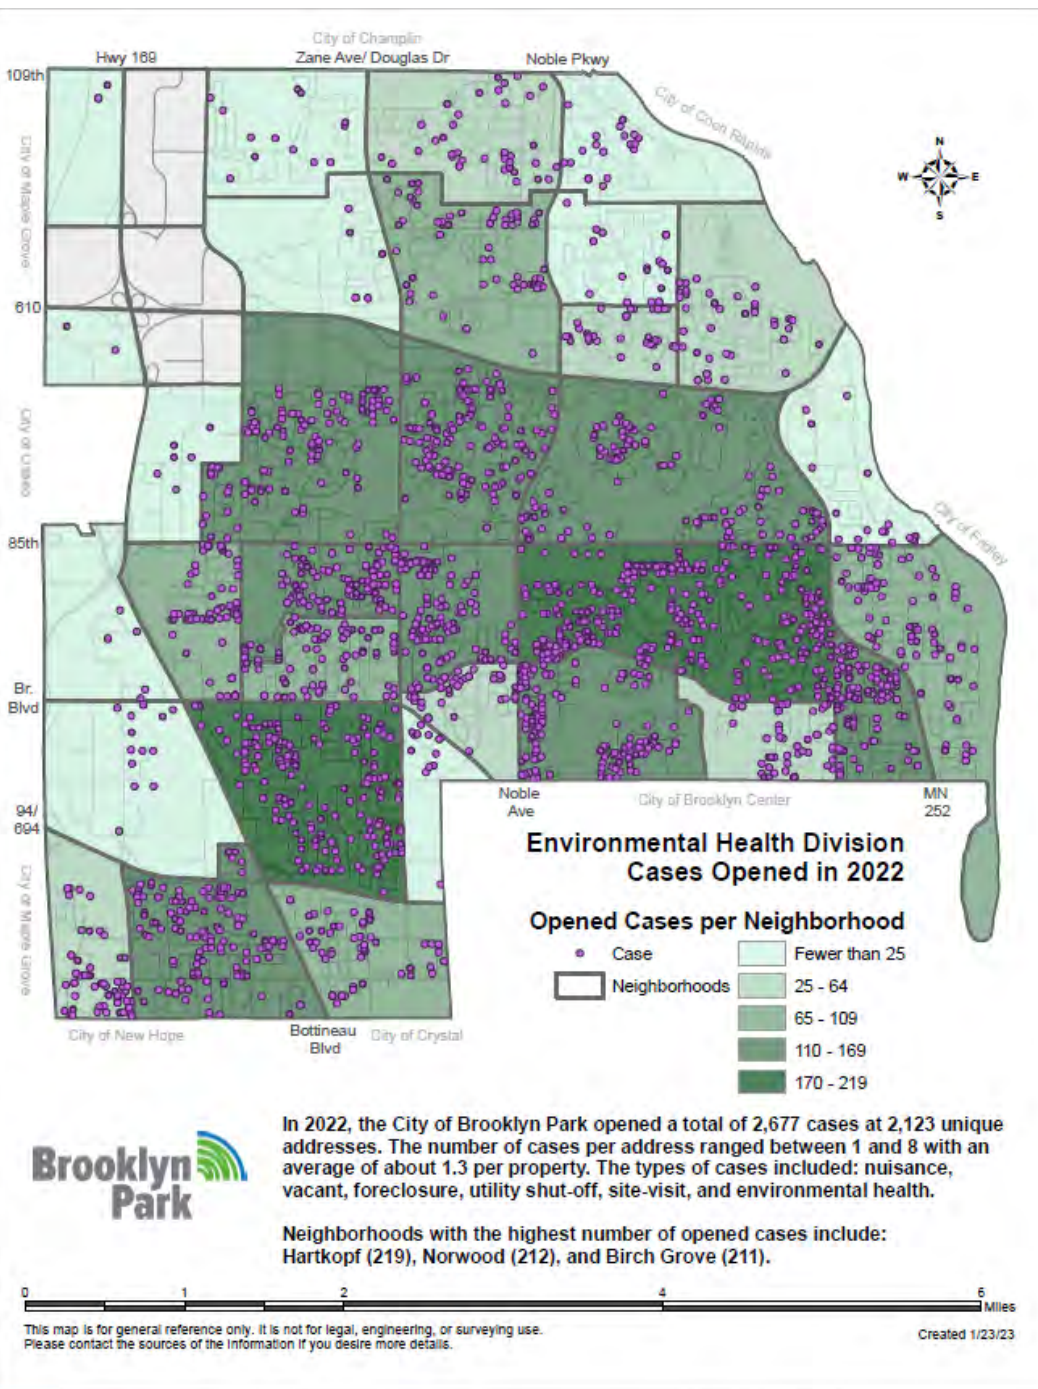 City of Champlin
Hwy 169
Zane Ave/ Douglas Dr
Noble Pkwy
109th
City of Coon Rapids
City of Maple Grove
N
W
E
S
610
City of Osseo
City of Fridley
85th
Br.
Blvd
94/
694
Noble
Ave
City of Brooklyn Center
MN
252
City of Maple Grove
City of New Hope
Bottineau
Blvd
City of Crystal
Environmental Health Division
Cases Opened in 2022
Opened Cases per Neighborhood
Case
Neighborhoods
Fewer than 25
25 - 64
65 - 109
110 - 169
170 - 219
Brooklyn
Park
In 2022, the City of Brooklyn Park opened a total of 2,677 cases at 2,123 unique
addresses. The number of cases per address ranged between 1 and 8 with an
average of about 1.3 per property. The types of cases included: nuisance,
vacant, foreclosure, utility shut-off, site-visit, and environmental health.
Neighborhoods with the highest number of opened cases include:
Hartkopf (219), Norwood (212), and Birch Grove (211).
0 1 2 4 6
Miles
This map is for general reference only. It is not for legal, engineering, or surveying use.
Please contact the sources of the information if you desire more details.
Created 1/23/23